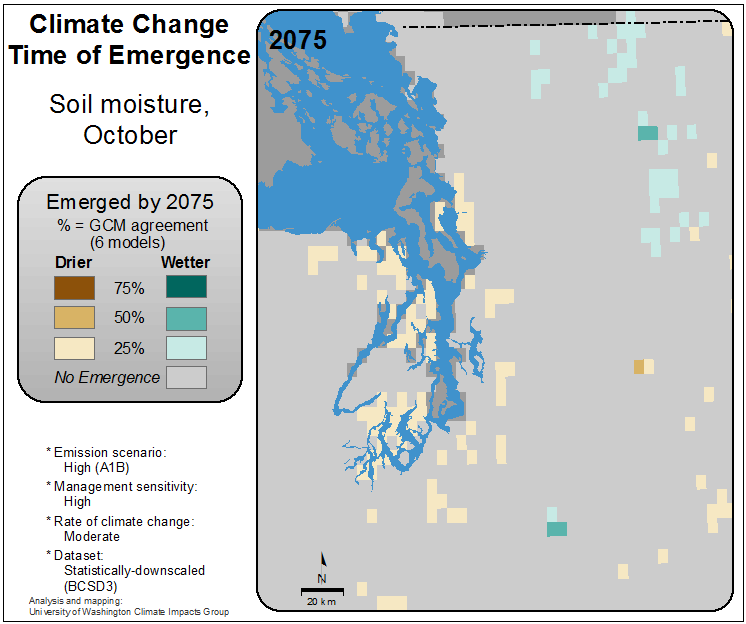 Climate Change
Time of Emergence
Soil moisture,
October
Emerged by 2075
% = GCM agreement
(6 models)
Drier Wetter
75%
50%
25%
No Emergence
* Emission scenario:
High (A1B)
* Management sensitivity:
High
* Rate of climate change:
Moderate
* Dataset:
Statistically-downscaled
(BCSD3)
Analysis and mapping:
University of Washington Climate Impacts Group
2075
N
20 km